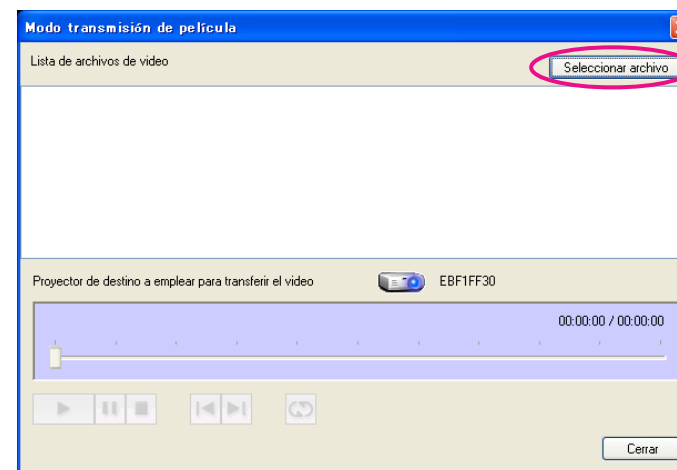 Modo transmisión de película
Lista de archivos de video
Seleccionar archivo
Proyector de destino a emplear para transferir el video
EBF1FF30
00:00:00 / 00:00:00
Cerrar